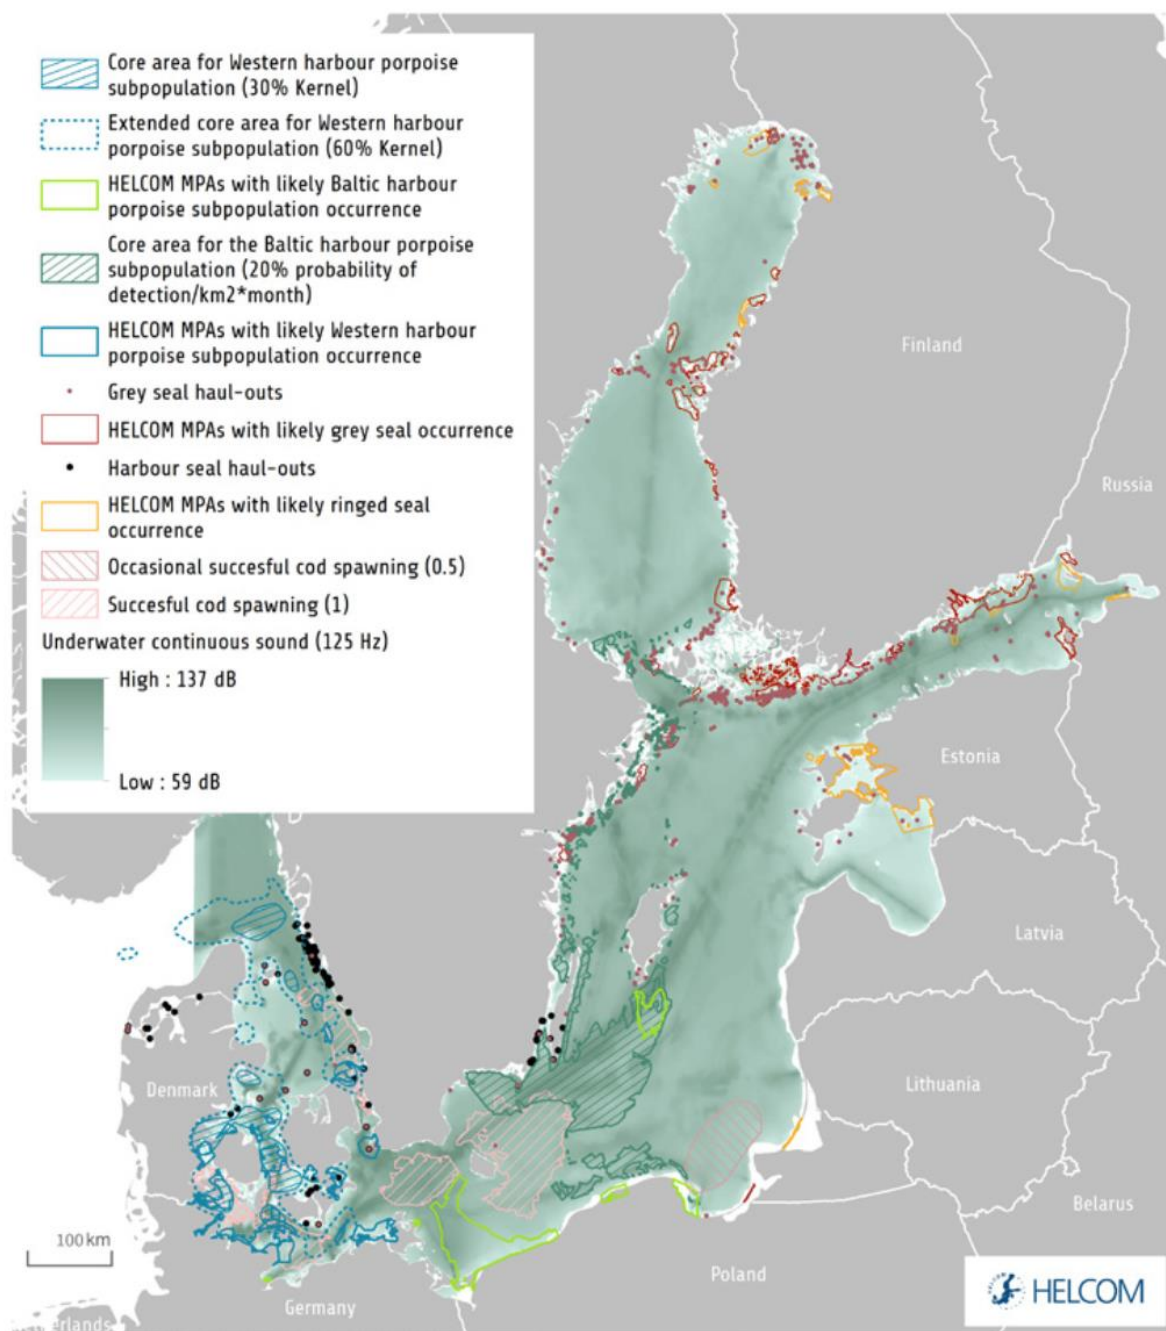 Core area for Western harbour porpoise
subpopulation (30% Kernel)
Extended core area for Western harbour
porpoise subpopulation (60% Kernel)
HELCOM MPAs with likely Baltic harbour
porpoise subpopulation occurrence
Core area for the Baltic harbour porpoise
subpopulation (20% probability of
detection/km2*month)
HELCOM MPAs with likely Western harbour
porpoise subpopulation occurrence
Grey seal haul-outs
HELCOM MPAs with likely grey seal occurrence
Harbour seal haul-outs
HELCOM MPAs with likely ringed seal
occurrence
Occasional succesful cod spawning (0.5)
Succesful cod spawning (1)
Underwater continuous sound (125 Hz)
High : 137 dB
Low : 59 dB
Finland
Russia
Estonia
Latvia
Lithuania
Denmark
Belarus
100 km
Poland
Germany
HELCOM